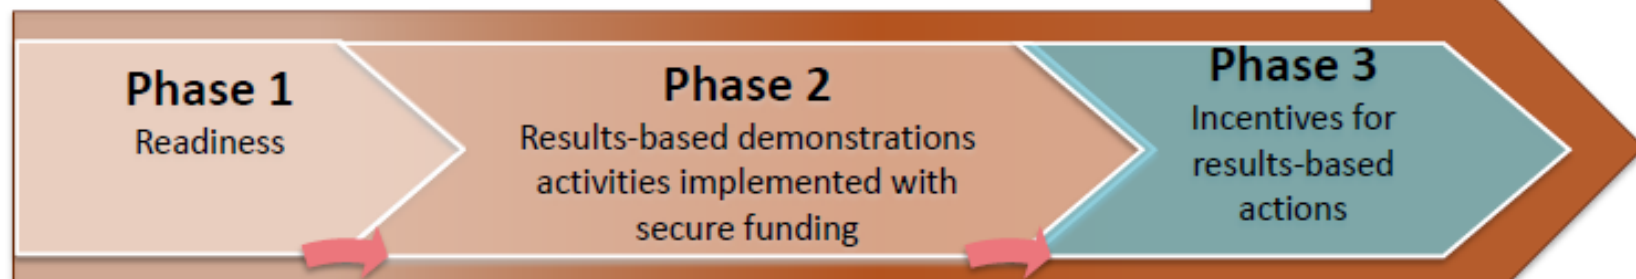 Phase 1
Readiness
Phase 2
Results-based demonstrations
activities implemented with
secure funding
Phase 3
Incentives for
results-based
actions